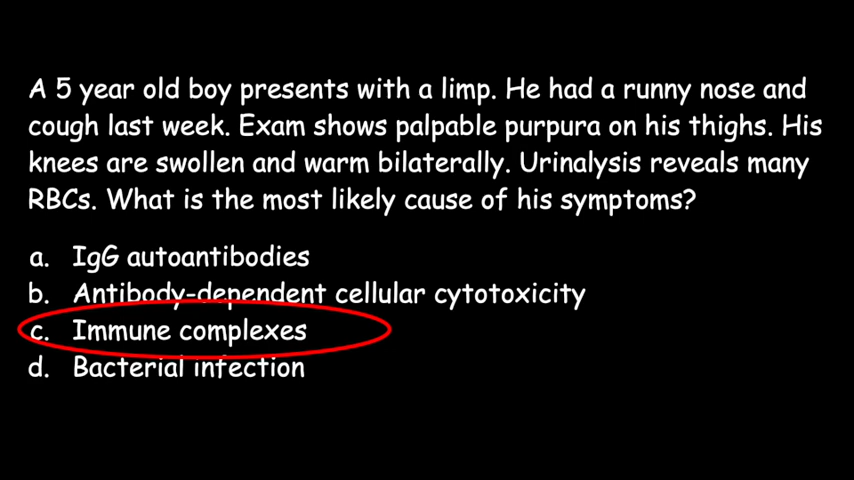 A 5 year old boy presents with a limp. He had a runny nose and
cough last week. Exam shows palpable purpura on his thighs. His
knees are swollen and warm bilaterally. Urinalysis reveals many
RBCs. What is the most likely cause of his symptoms?
a. IgG autoantibodies
b. Antibody-dependent cellular cytotoxicity
c. Immune complexes
d. Bacterial infection